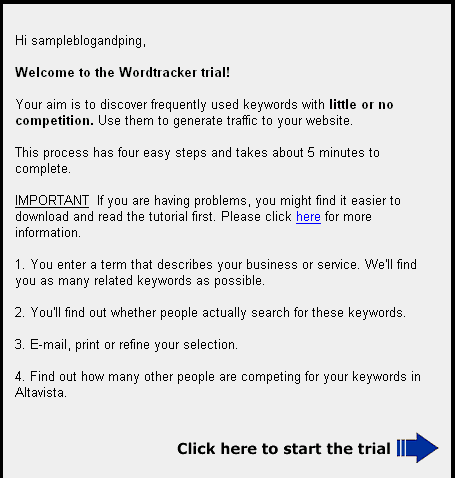 Hi sampleblogandping,
Welcome to the Wordtracker trial!
Your aim is to discover frequently used keywords with little or no
competition. Use them to generate traffic to your website.
This process has four easy steps and takes about 5 minutes to
complete.
IMPORTANT If you are having problems, you might find it easier to
download and read the tutorial first. Please click here for more
information.
1. You enter a term that describes your business or service. We'll find
you as many related keywords as possible.
2. You'll find out whether people actually search for these keywords.
3. E-mail, print or refine your selection.
4. Find out how many other people are competing for your keywords in
Altavista.
Click here to start the trial